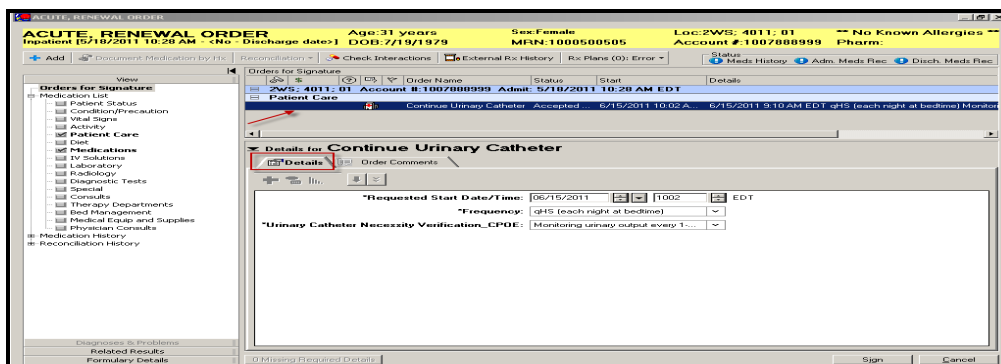 ACUTE, RENEWAL ORDER
ACUTE, RENEWAL ORDER Age:31 years Sex:Female Loc:2WS; 4011; 01 ** No Known Allergies **
Inpatient [5/18/2011 10:28 AM - <No - Discharge date>] DOB:7/19/1979 MRN:1000500505 Account #:1007888999 Pharm:
Add Document Medication by Hx Reconciliation Check Interactions External Rx History Rx Plans (0): Error Status
Meds History Adm. Meds Rec Disch. Meds Rec
View
Orders for Signature
Medication List
Patient Status
Condition/Precaution
Vital Signs
Activity
Patient Care
Diet
Medications
IV Solutions
Laboratory
Radiology
Diagnostic Tests
Special
Consults
Therapy Departments
Bed Management
Medical Equip and Supplies
Physician Consults
Medication History
Reconciliation History
Diagnoses & Problems
Related Results
Formulary Details
Orders for Signature
$ Order Name Status Start Details
2WS; 4011; 01 Account #:1007888999 Admit: 5/18/2011 10:28 AM EDT
Patient Care
Continue Urinary Catheter Accepted ... 6/15/2011 10:02 A... 6/15/2011 9:10 AM EDT qHS (each night at bedtime) Monitor
Details for Continue Urinary Catheter
Details Order Comments
*Requested Start Date/Time: 06/15/2011 1002 EDT
*Frequency: qHS (each night at bedtime)
*Urinary Catheter Necessity Verification_CPOE: Monitoring urinary output every 1-...
0 Missing Required Details Sign Cancel